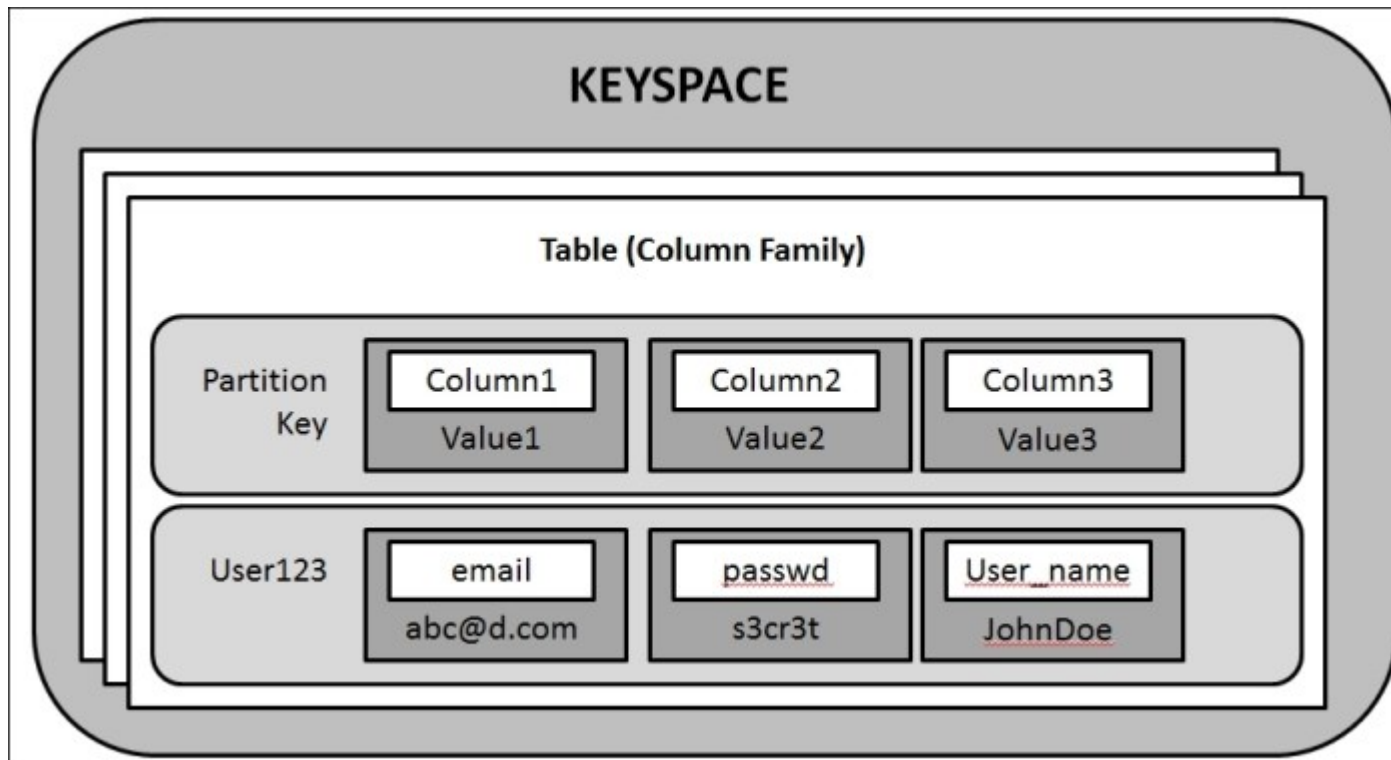 KEYSPACE
Table (Column Family)
Partition
Key
Column1
Value1
Column2
Value2
Column3
Value3
User123
email
abc@d.com
passwd
s3cr3t
User_name
JohnDoe